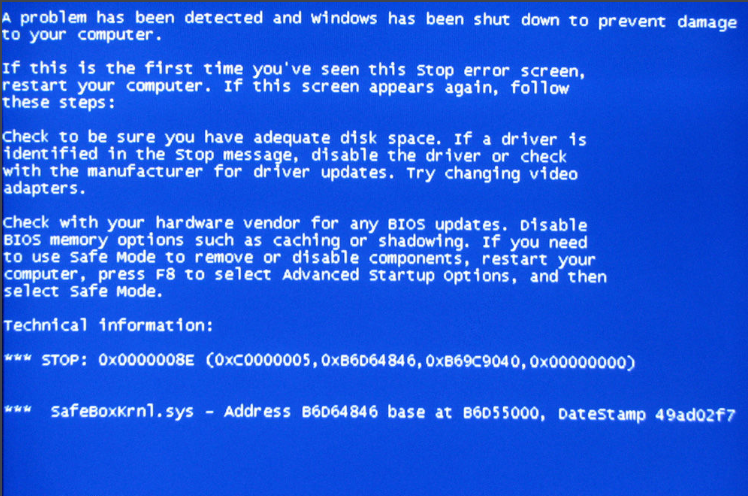 A problem has been detected and Windows has been shut down to prevent damage
to your computer.
If this is the first time you've seen this Stop error screen,
restart your computer. If this screen appears again, follow
these steps:
Check to be sure you have adequate disk space. If a driver is
identified in the Stop message, disable the driver or check
with the manufacturer for driver updates. Try changing video
adapters.
Check with your hardware vendor for any BIOS updates. Disable
BIOS memory options such as caching or shadowing. If you need
to use Safe Mode to remove or disable components, restart your
computer, press F8 to select Advanced Startup Options, and then
select Safe Mode.
Technical information:
*** STOP: 0x0000008E (0xC0000005,0xB6D64846,0xB69C9040,0x00000000)
*** SafeBoxKrnl.sys - Address B6D64846 base at B6D55000, DateStamp 49ad02f7